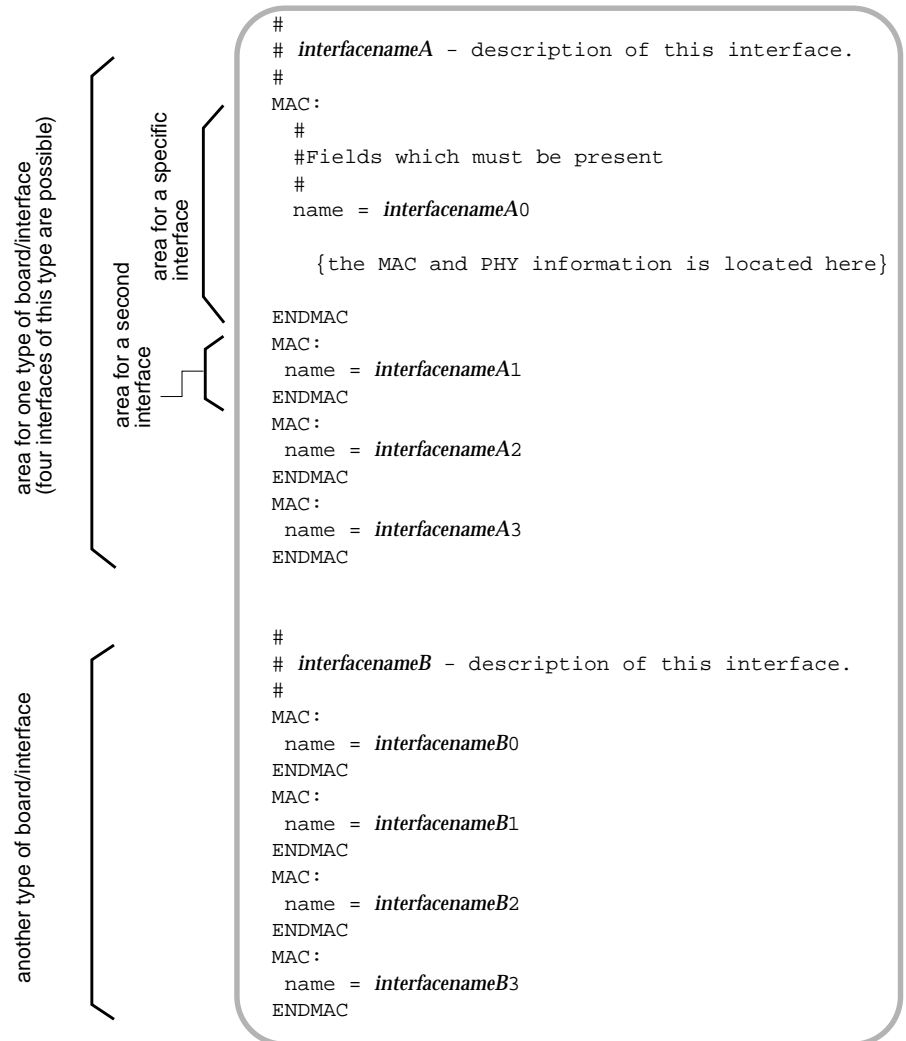 #
# interfacenameA – description of this interface.
#
MAC:
#
#Fields which must be present
#
name = interfacenameA0
{the MAC and PHY information is located here}
ENDMAC
MAC:
name = interfacenameA1
ENDMAC
MAC:
name = interfacenameA2
ENDMAC
MAC:
name = interfacenameA3
ENDMAC
#
# interfacenameB – description of this interface.
#
MAC:
name = interfacenameB0
ENDMAC
MAC:
name = interfacenameB1
ENDMAC
MAC:
name = interfacenameB2
ENDMAC
MAC:
name = interfacenameB3
ENDMAC
area for one type of board/interface
(four interfaces of this type are possible)
area for a second
interface
area for a specific
interface
another type of board/interface